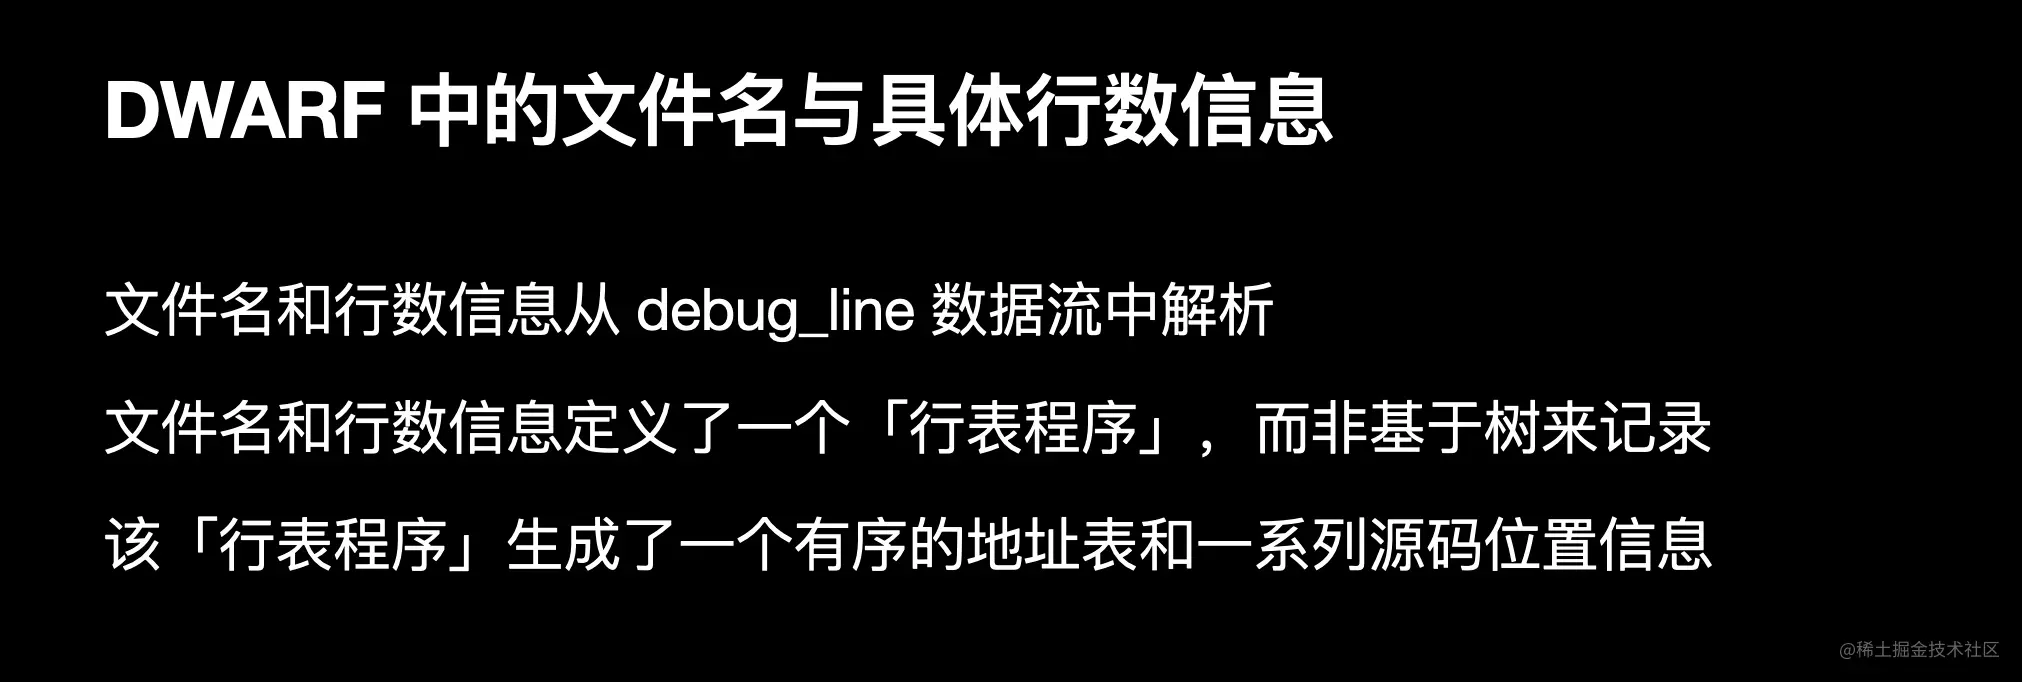 DWARF 中的文件名与具体行数信息
文件名和行数信息从 debug_line 数据流中解析
文件名和行数信息定义了一个「行表程序」，而非基于树来记录
该「行表程序」生成了一个有序的地址表和一系列源码位置信息
@稀土掘金技术社区